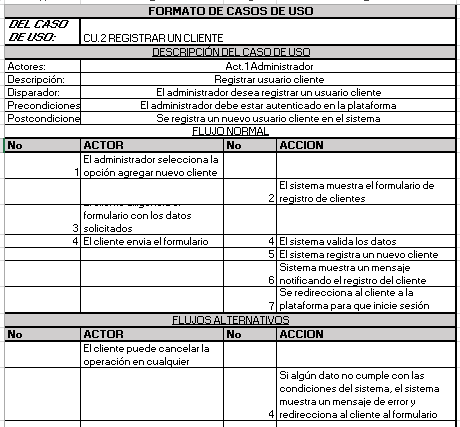 FORMATO DE CASOS DE USO
DEL CASO
DE USO: CU.2 REGISTRAR UN CLIENTE
DESCRIPCIÓN DEL CASO DE USO
Actores: Act.1 Administrador
Descripción: Registrar usuario cliente
Disparador: El administrador desea registrar un usuario cliente
Precondiciones El administrador debe estar autenticado en la plataforma
Postcondicione Se registra un nuevo usuario cliente en el sistema
FLUJO NORMAL
No ACTOR No ACCION
El administrador selecciona la
1 opción agregar nuevo cliente
El sistema muestra el formulario de
2 registro de clientes
formulario con los datos
3 solicitados
4 El cliente envia el formulario 4 El sistema valida los datos
5 El sistema registra un nuevo cliente
Sistema muestra un mensaje
6 notificando el registro del cliente
Se redirecciona al cliente a la
7 plataforma para que inicie sesión
FLUJOS ALTERNATIVOS
No ACTOR No ACCION
El cliente puede cancelar la
operación en cualquier
Si algún dato no cumple con las
condiciones del sistema, el sistema
muestra un mensaje de error y
4 redirecciona al cliente al formulario